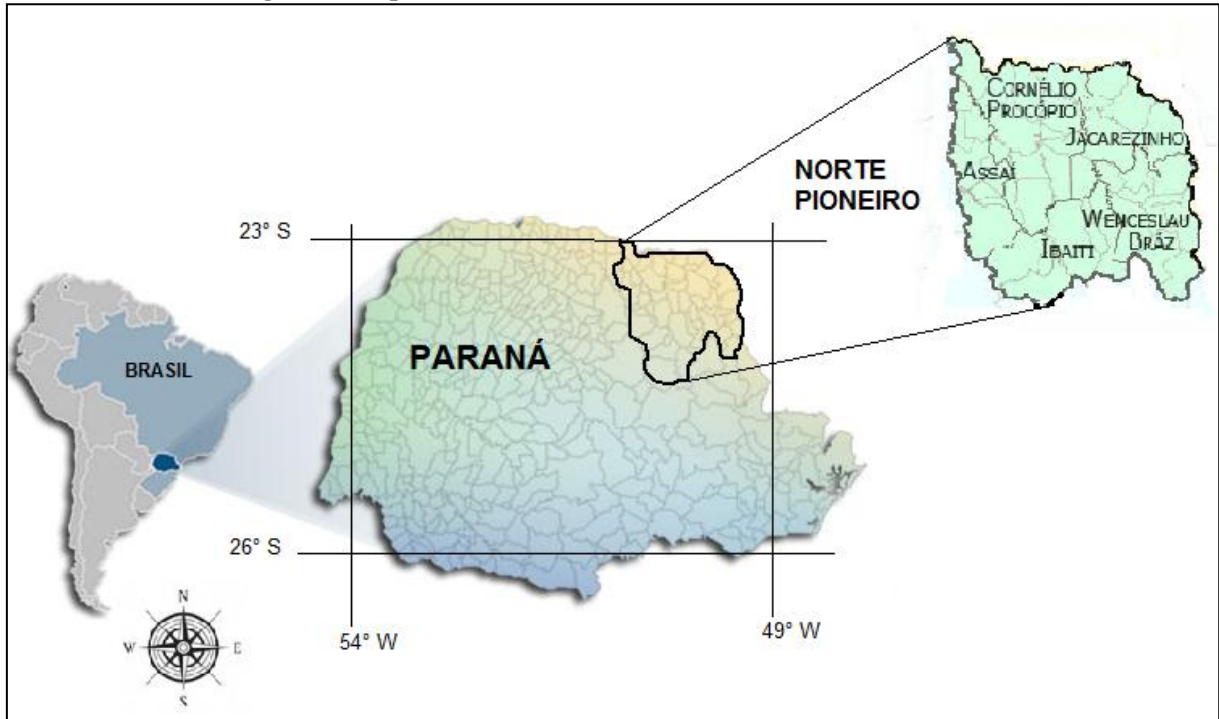 BRASIL
N
W
E
S
PARANÁ
23° S
26° S
54° W
49° W
NORTE
PIONEIRO
CORNÉLIO
PROCÓPIO
JACAREZINHO
ASSAÍ
WENCESLAU
BRÁZ
IBAITI